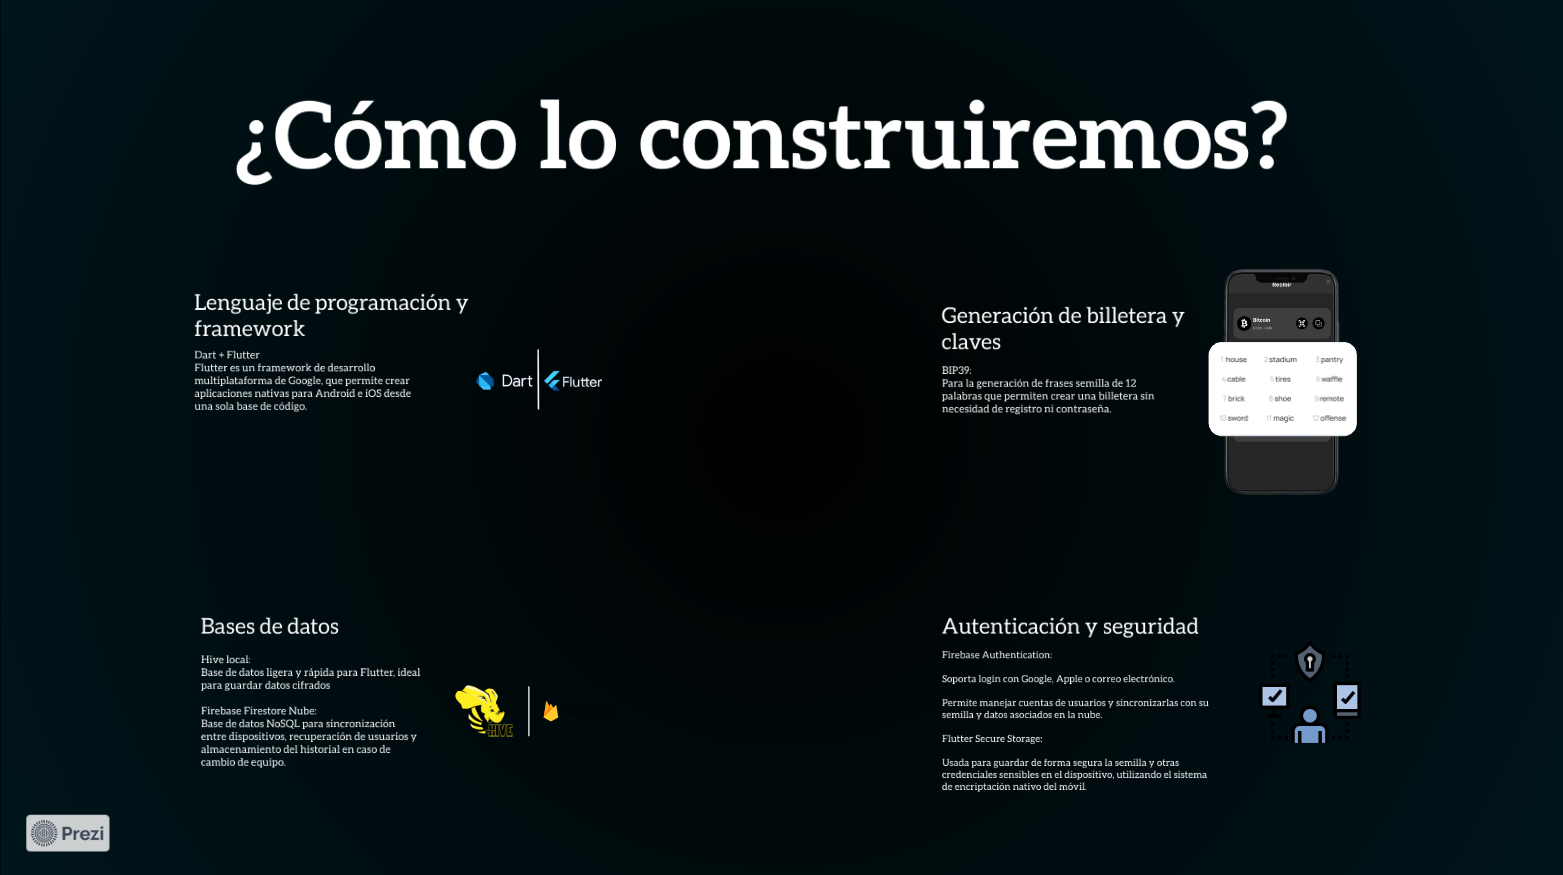 ¿Cómo lo construiremos?
Lenguaje de programación y
framework
Dart + Flutter
Flutter es un framework de desarrollo
multiplataforma de Google, que permite crear
aplicaciones nativas para Android e iOS desde
una sola base de código.
Dart
Flutter
Generación de billetera y
claves
BIP39:
Para la generación de frases semilla de 12
palabras que permiten crear una billetera sin
necesidad de registro ni contraseña.
Recibir
Bitcoin
1 house 2 stadium 3 pantry
4 cable 5 tires 6 waffle
7 brick 8 shoe 9 remote
10 sword 11 magic 12 offense
Bases de datos
Hive local:
Base de datos ligera y rápida para Flutter, ideal
para guardar datos cifrados
Firebase Firestore Nube:
Base de datos NoSQL para sincronización
entre dispositivos, recuperación de usuarios y
almacenamiento del historial en caso de
cambio de equipo.
HIVE
Autenticación y seguridad
Firebase Authentication:
Soporta login con Google, Apple o correo electrónico.
Permite manejar cuentas de usuarios y sincronizarlas con su
semilla y datos asociados en la nube.
Flutter Secure Storage:
Usada para guardar de forma segura la semilla y otras
credenciales sensibles en el dispositivo, utilizando el sistema
de encriptación nativo del móvil.
Prezi